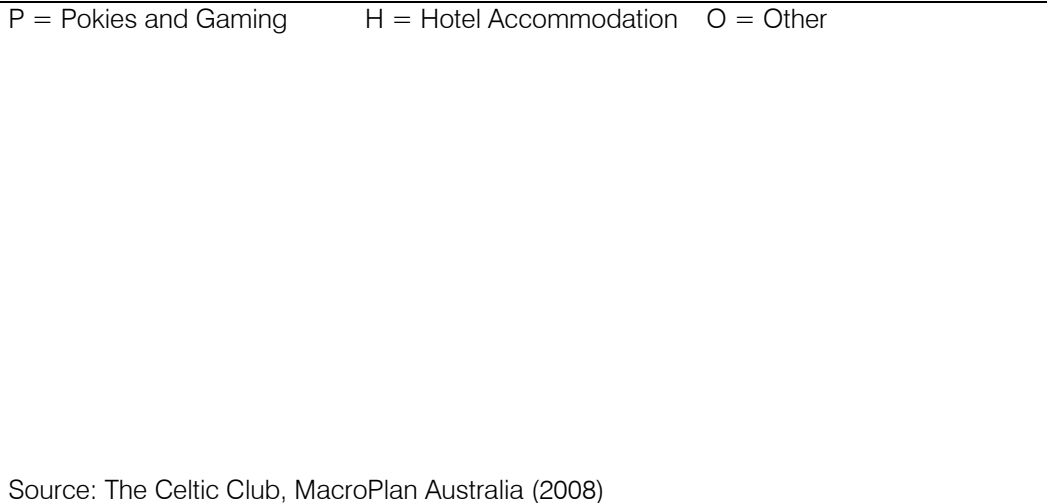 P = Pokies and Gaming H = Hotel Accommodation O = Other
Source: The Celtic Club, MacroPlan Australia (2008)